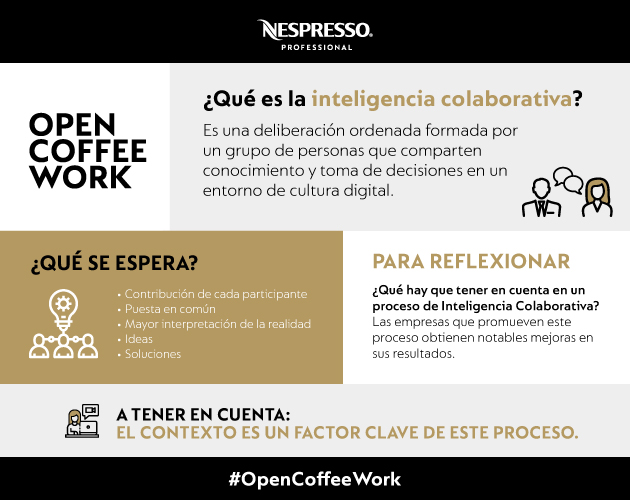 NESPRESSO®
PROFESSIONAL
OPEN
COFFEE
WORK
¿Qué es la inteligencia colaborativa?
Es una deliberación ordenada formada por
un grupo de personas que comparten
conocimiento y toma de decisiones en un
entorno de cultura digital.
¿QUÉ SE ESPERA?
• Contribución de cada participante
• Puesta en común
• Mayor interpretación de la realidad
• Ideas
• Soluciones
PARA REFLEXIONAR
¿Qué hay que tener en cuenta en un
proceso de Inteligencia Colaborativa?
Las empresas que promueven este
proceso obtienen notables mejoras en
sus resultados.
A TENER EN CUENTA:
EL CONTEXTO ES UN FACTOR CLAVE DE ESTE PROCESO.
#OpenCoffeeWork